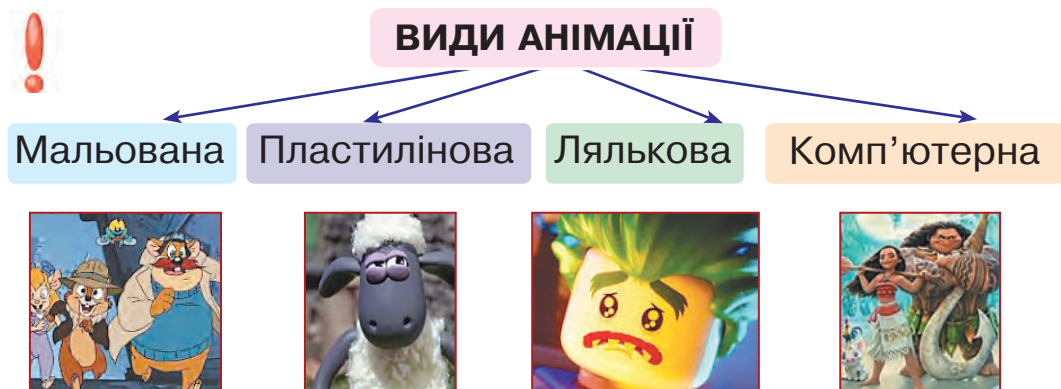 ВИДИ АНІМАЦІЇ
Мальована
Пластилінова
Лялькова
Комп’ютерна